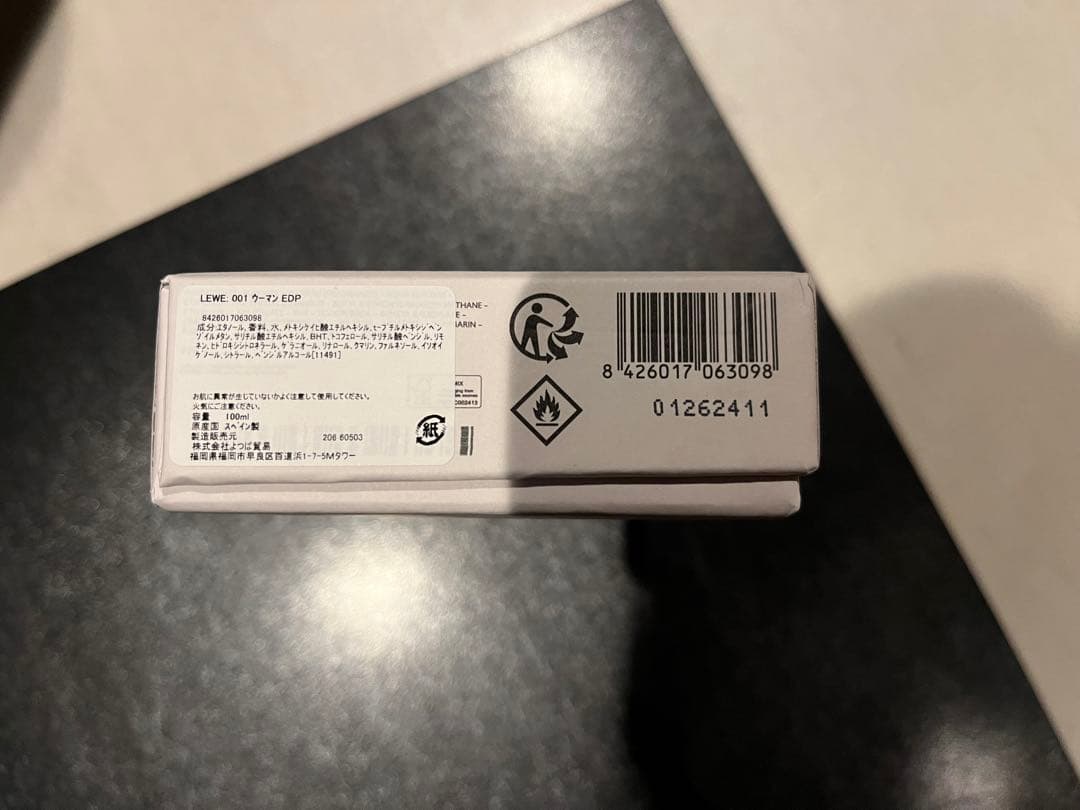 LEWE: 001 ウーマン EDP
8426017063098
成分:エタノール, 香料, 水, メトキシケイヒ酸エチルヘキシル, t-ブチルメトキシジベン
ゾイルメタン, サリチル酸エチルヘキシル, BHT, トコフェロール, サリチル酸ベンジル, リモ
ネン, ヒドロキシシトロネラール, ゲラニオール, リナロール, クマリン, ファルネソール, イソオイ
ゲノール, シトラール, ベンジルアルコール[11491]
お肌に異常が生じていないかよく注意して使用してください。
火気にご注意ください。
容量 100ml
原産国 スペイン製
製造販売元 206 60503
株式会社よつば貿易
福岡県福岡市早良区百道浜1-7-5Mタワー
紙
THANE –
E –
ARIN –
MIX
8 426017 063098
01262411